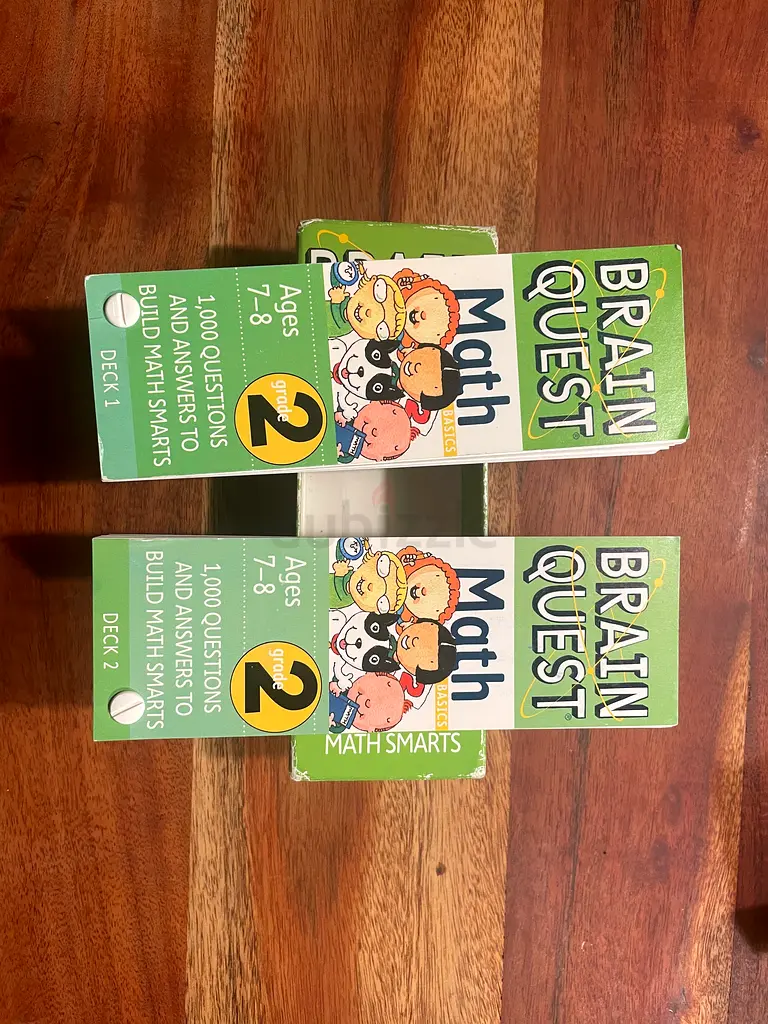 BRAIN
QUEST®
Math
BASICS
Ages
7–8
grade
2
1,000 QUESTIONS
AND ANSWERS TO
BUILD MATH SMARTS
DECK 1
BRAIN
QUEST®
Math
BASICS
Ages
7–8
grade
2
1,000 QUESTIONS
AND ANSWERS TO
BUILD MATH SMARTS
DECK 2
MATH SMARTS
dubizzle